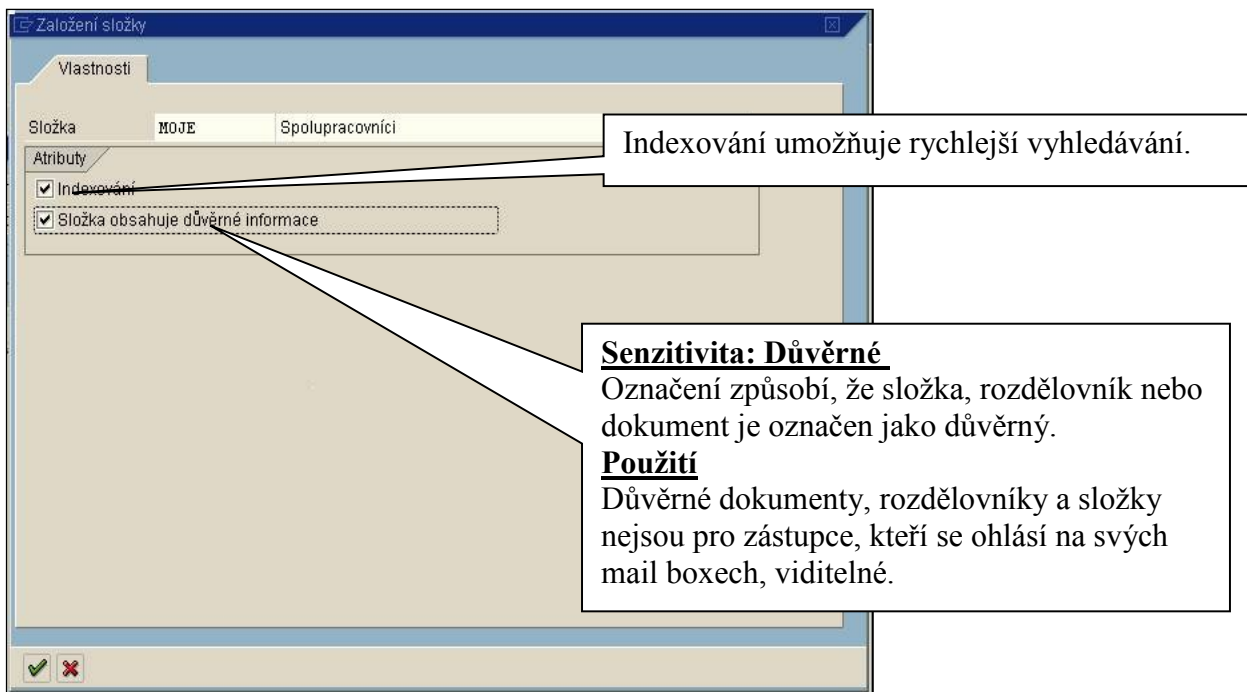 Založení složky
Vlastnosti
Složka MOJE Spolupracovníci
Atributy
Indexování
Složka obsahuje důvěrné informace
Indexování umožňuje rychlejší vyhledávání.
Senzitivita: Důvěrné
Označení způsobí, že složka, rozdělovník nebo
dokument je označen jako důvěrný.
Použití
Důvěrné dokumenty, rozdělovníky a složky
nejsou pro zástupce, kteří se ohlásí na svých
mail boxech, viditelné.